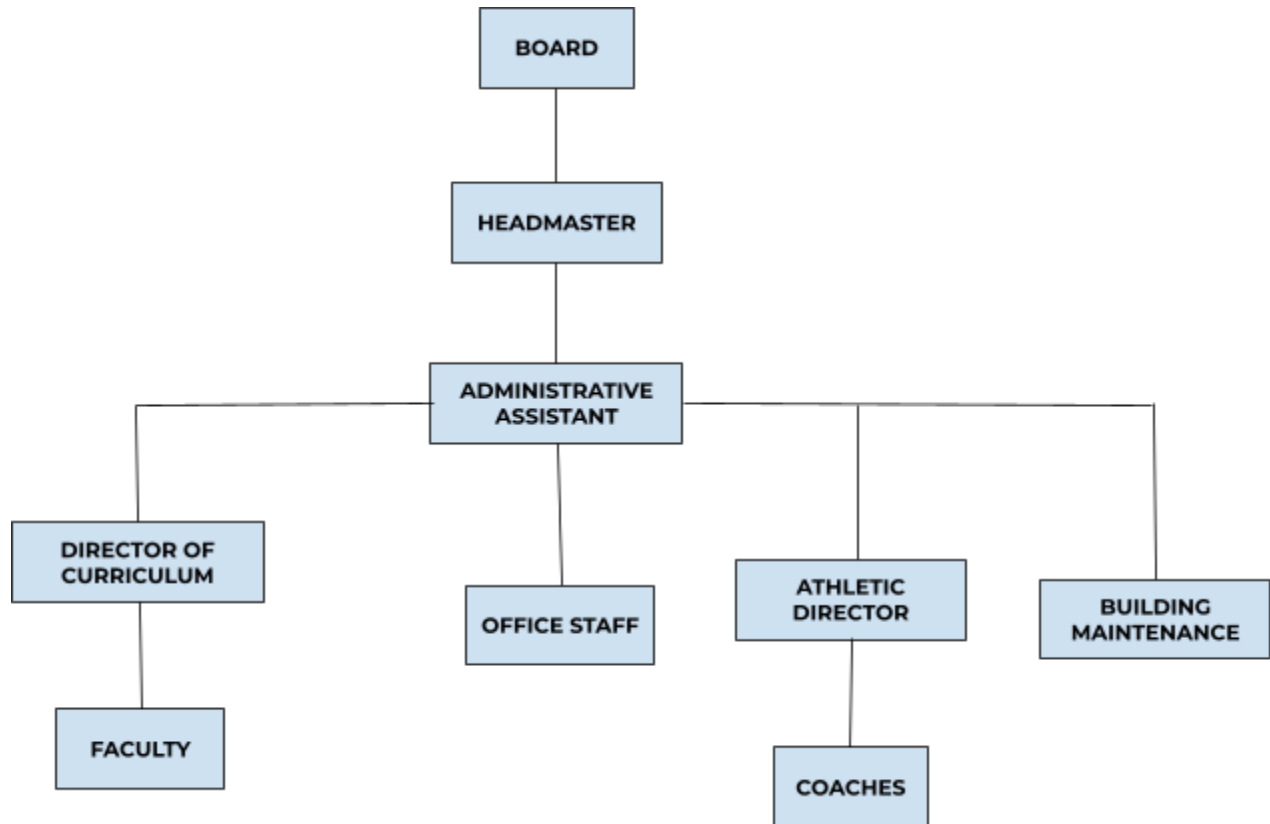 BOARD
HEADMASTER
ADMINISTRATIVE
ASSISTANT
DIRECTOR OF
CURRICULUM
OFFICE STAFF
ATHLETIC
DIRECTOR
BUILDING
MAINTENANCE
FACULTY
COACHES